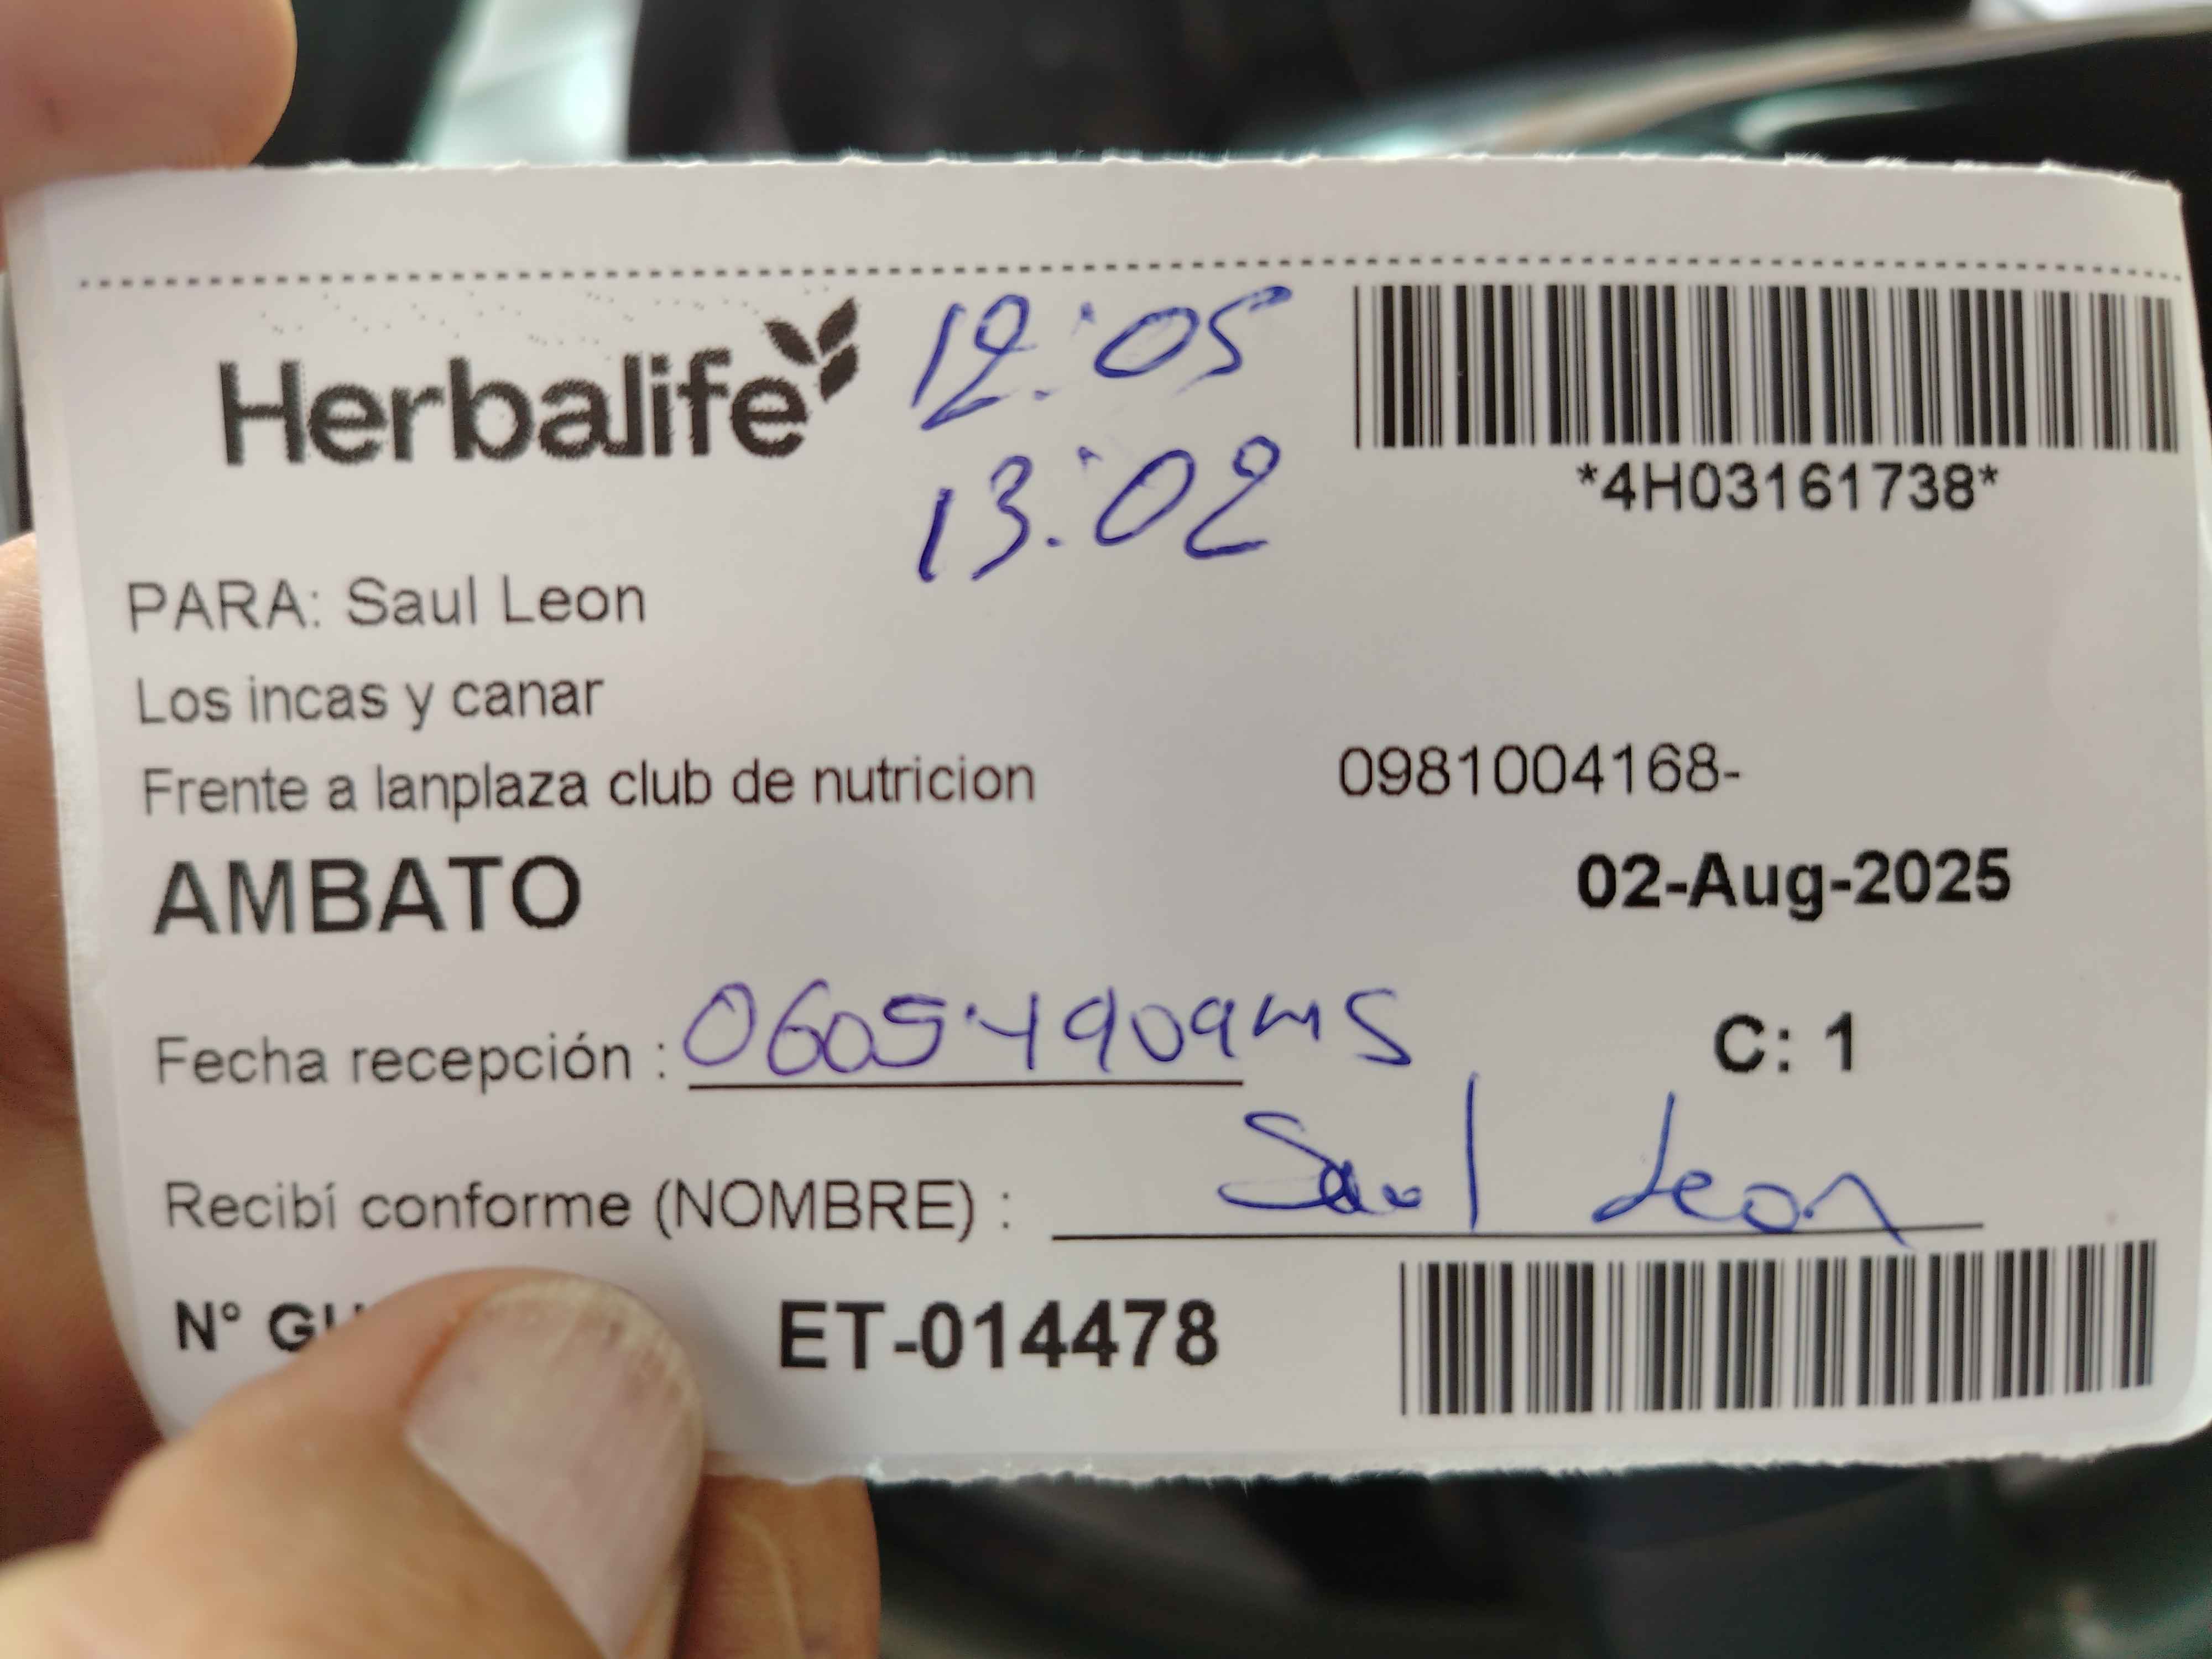 Herbalife
12:05
13:02
*4H03161738*
PARA: Saul Leon
Los incas y canar
Frente a lanplaza club de nutricion 0981004168-
AMBATO 02-Aug-2025
Fecha recepción : C: 1
Recibí conforme (NOMBRE) : Saul Leon
N° ET-014478